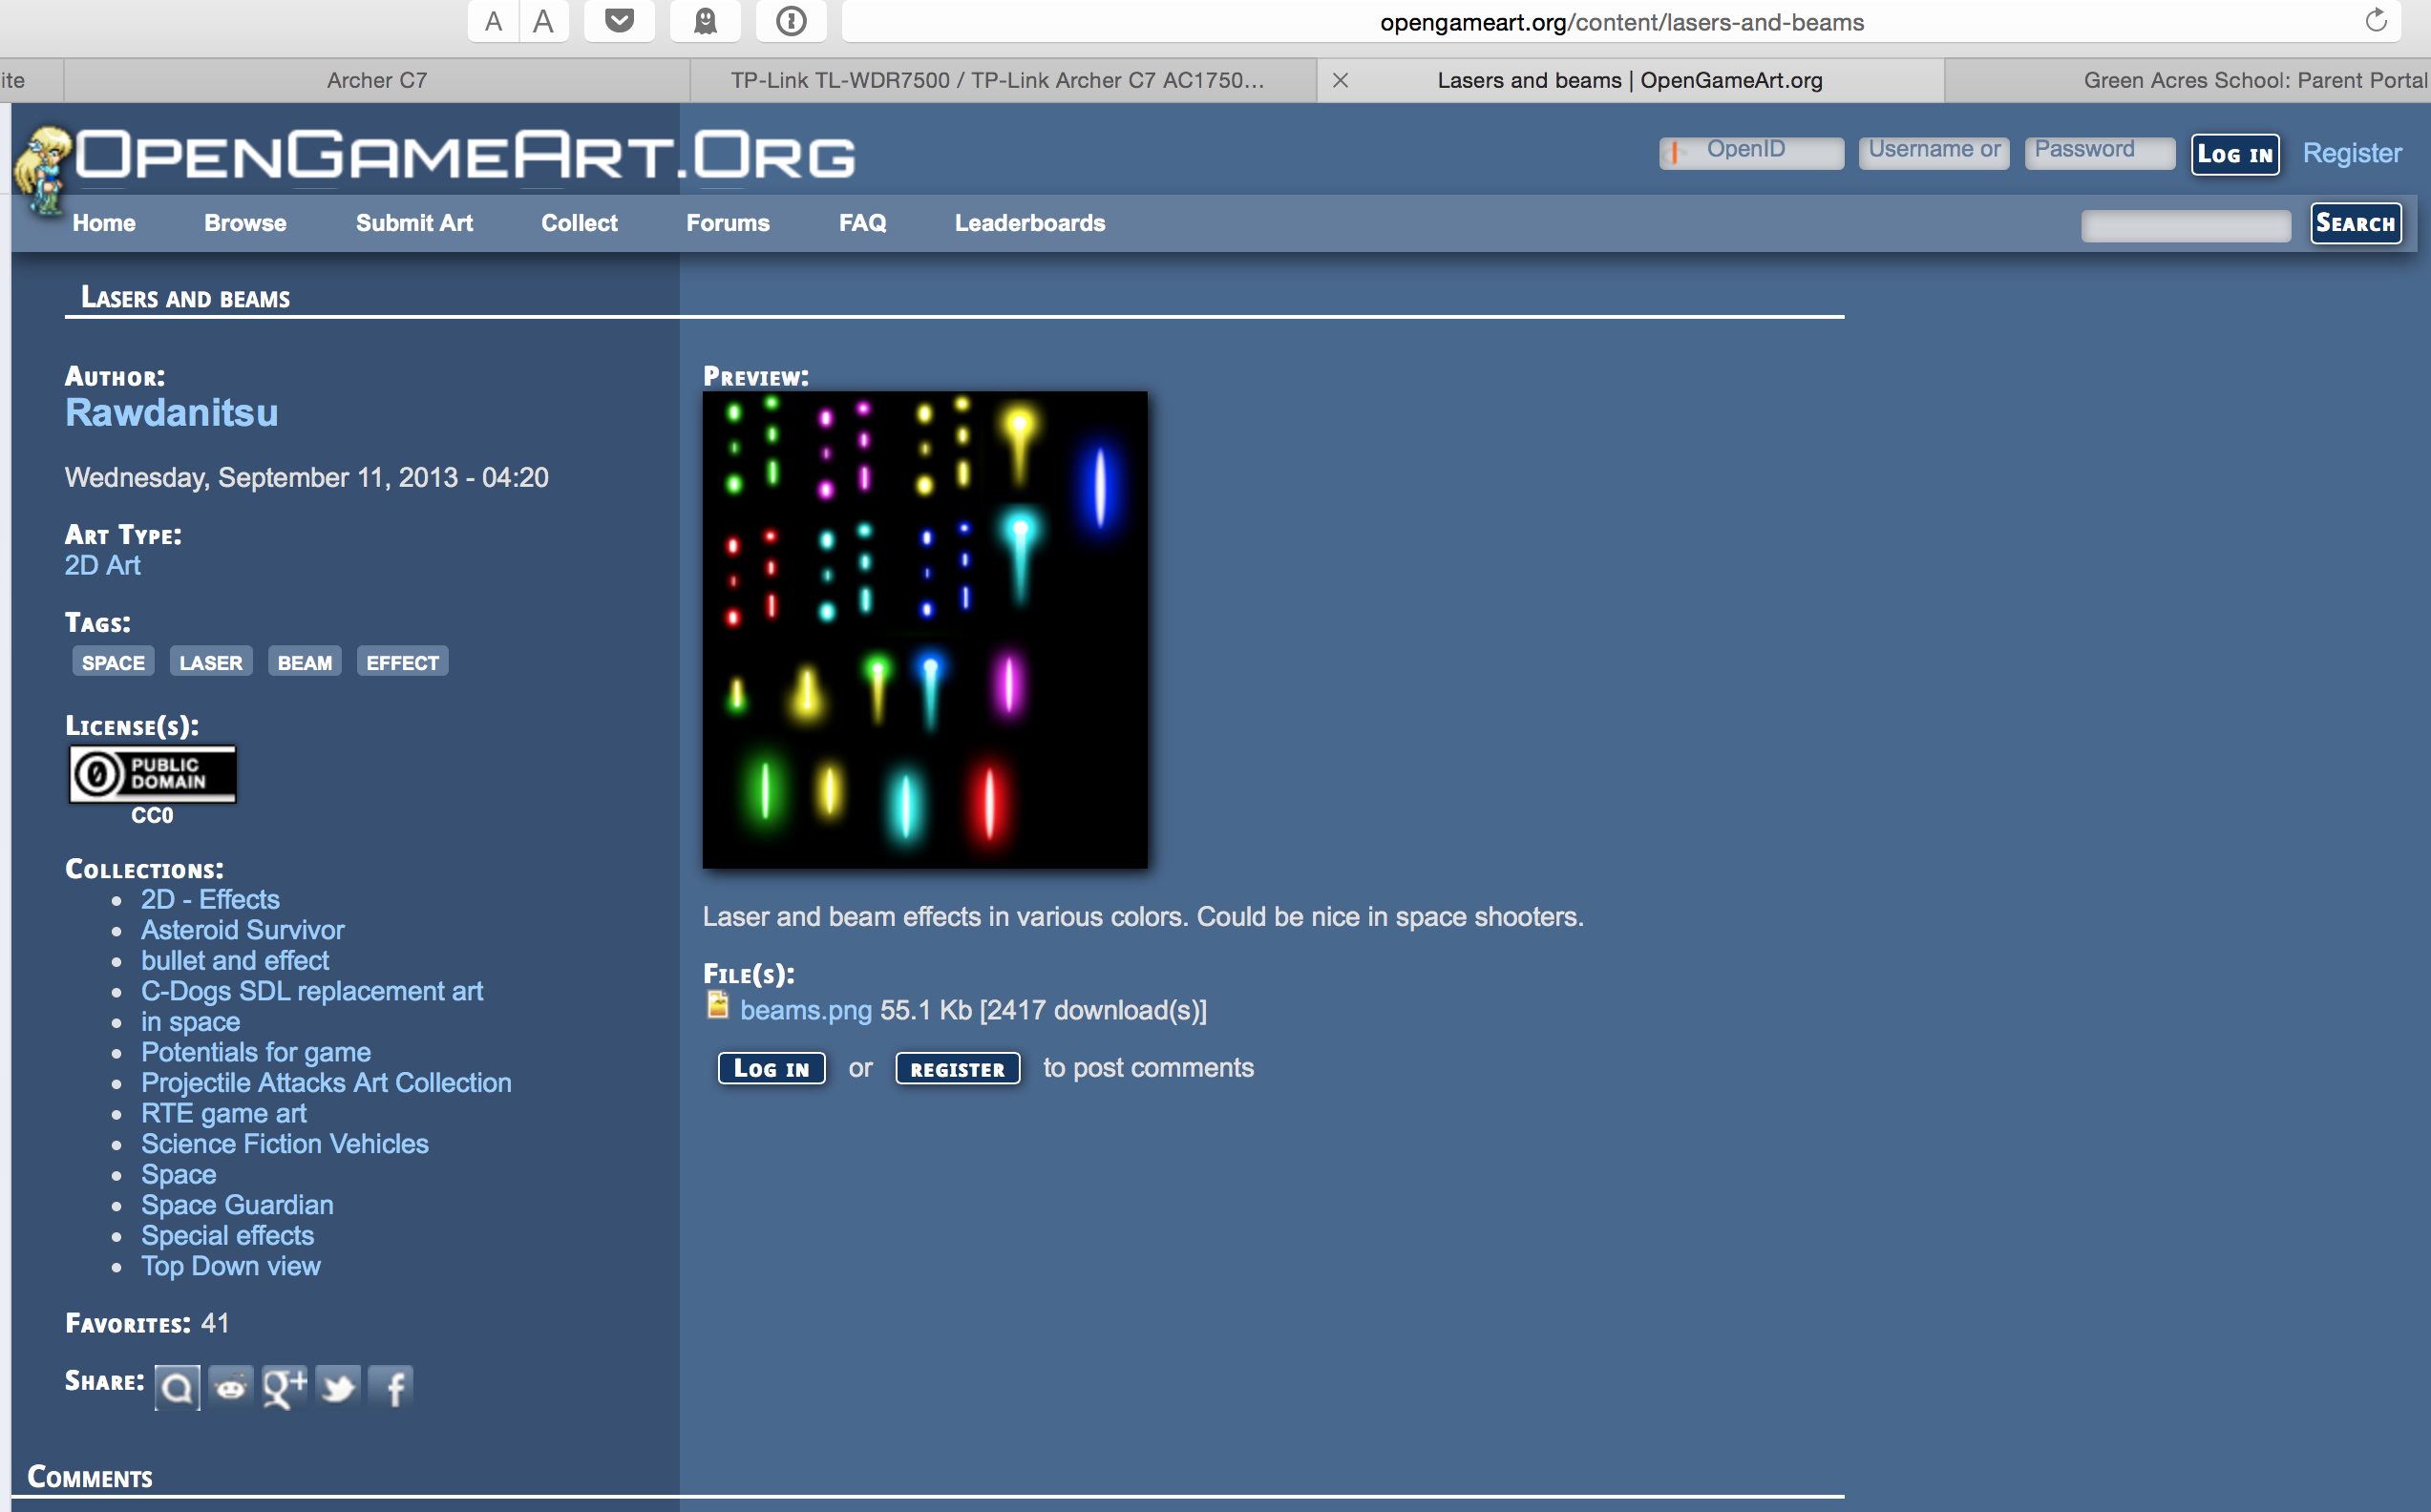 A A opengameart.org/content/lasers-and-beams
ite Archer C7 TP-Link TL-WDR7500 / TP-Link Archer C7 AC1750... Lasers and beams | OpenGameArt.org Green Acres School: Parent Portal
OpenGameArt.Org OpenID Username or Password Log in Register
Home Browse Submit Art Collect Forums FAQ Leaderboards Search
Lasers and beams
Author:
Rawdanitsu
Wednesday, September 11, 2013 - 04:20
Art Type:
2D Art
Tags:
SPACE LASER BEAM EFFECT
License(s):
PUBLIC
DOMAIN
CC0
Collections:
2D - Effects
Asteroid Survivor
bullet and effect
C-Dogs SDL replacement art
in space
Potentials for game
Projectile Attacks Art Collection
RTE game art
Science Fiction Vehicles
Space
Space Guardian
Special effects
Top Down view
Favorites: 41
Share: g+ f
Preview:
Laser and beam effects in various colors. Could be nice in space shooters.
File(s):
beams.png 55.1 Kb [2417 download(s)]
Log in or register to post comments
Comments